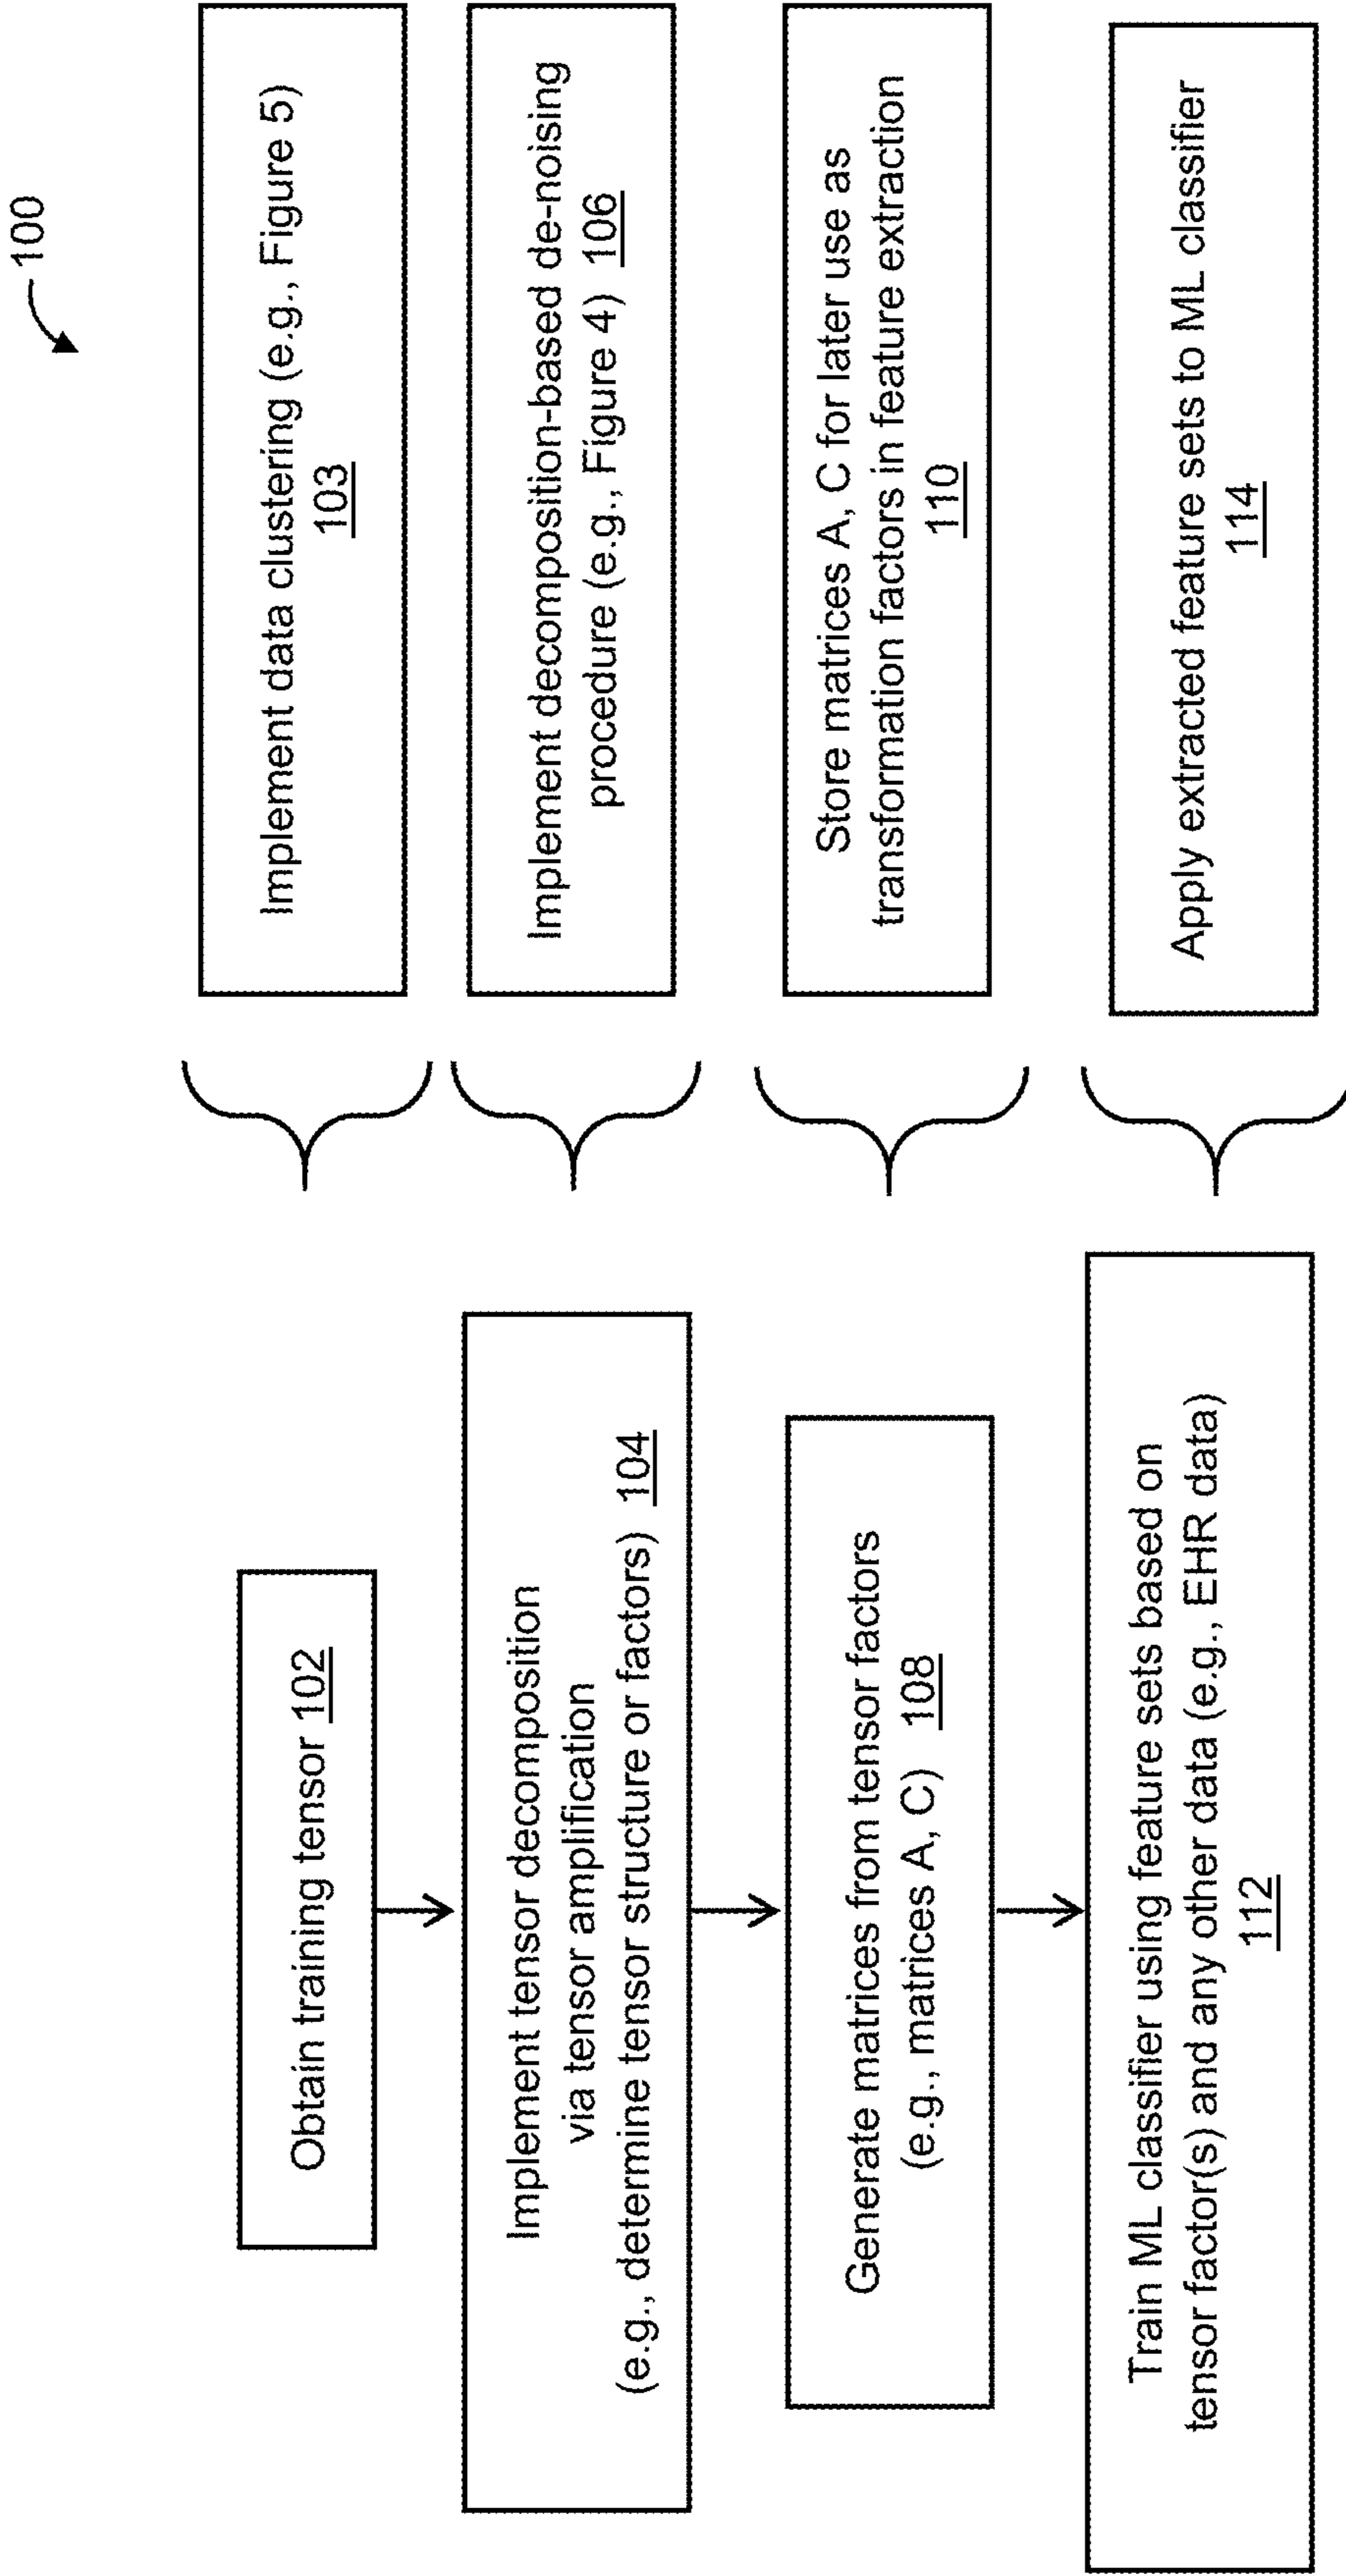 100
Obtain training tensor 102
Implement data clustering (e.g., Figure 5)
103
Implement tensor decomposition
via tensor amplification
(e.g., determine tensor structure or factors) 104
Implement decomposition-based de-noising
procedure (e.g., Figure 4) 106
Generate matrices from tensor factors
(e.g., matrices A, C) 108
Store matrices A, C for later use as
transformation factors in feature extraction
110
Train ML classifier using feature sets based on
tensor factor(s) and any other data (e.g., EHR data)
112
Apply extracted feature sets to ML classifier
114